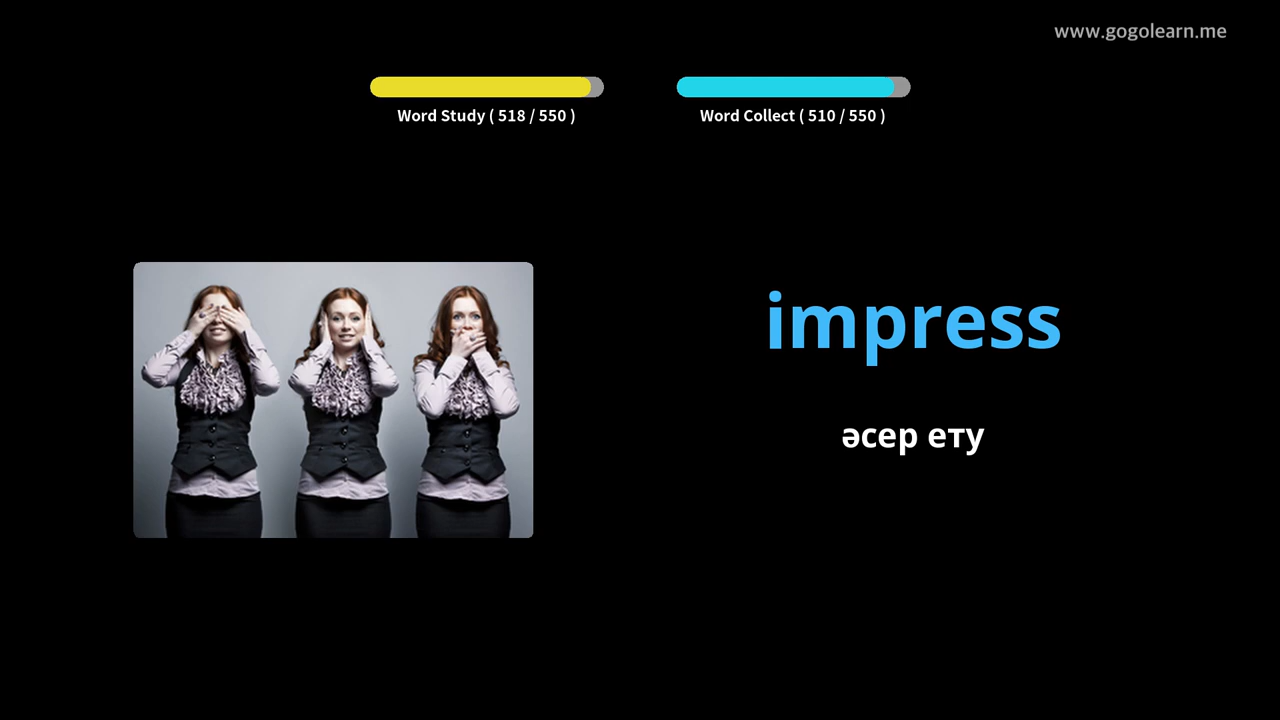 www.gogolearn.me
Word Study ( 518 / 550 )
Word Collect ( 510 / 550 )
impress
әсер ету